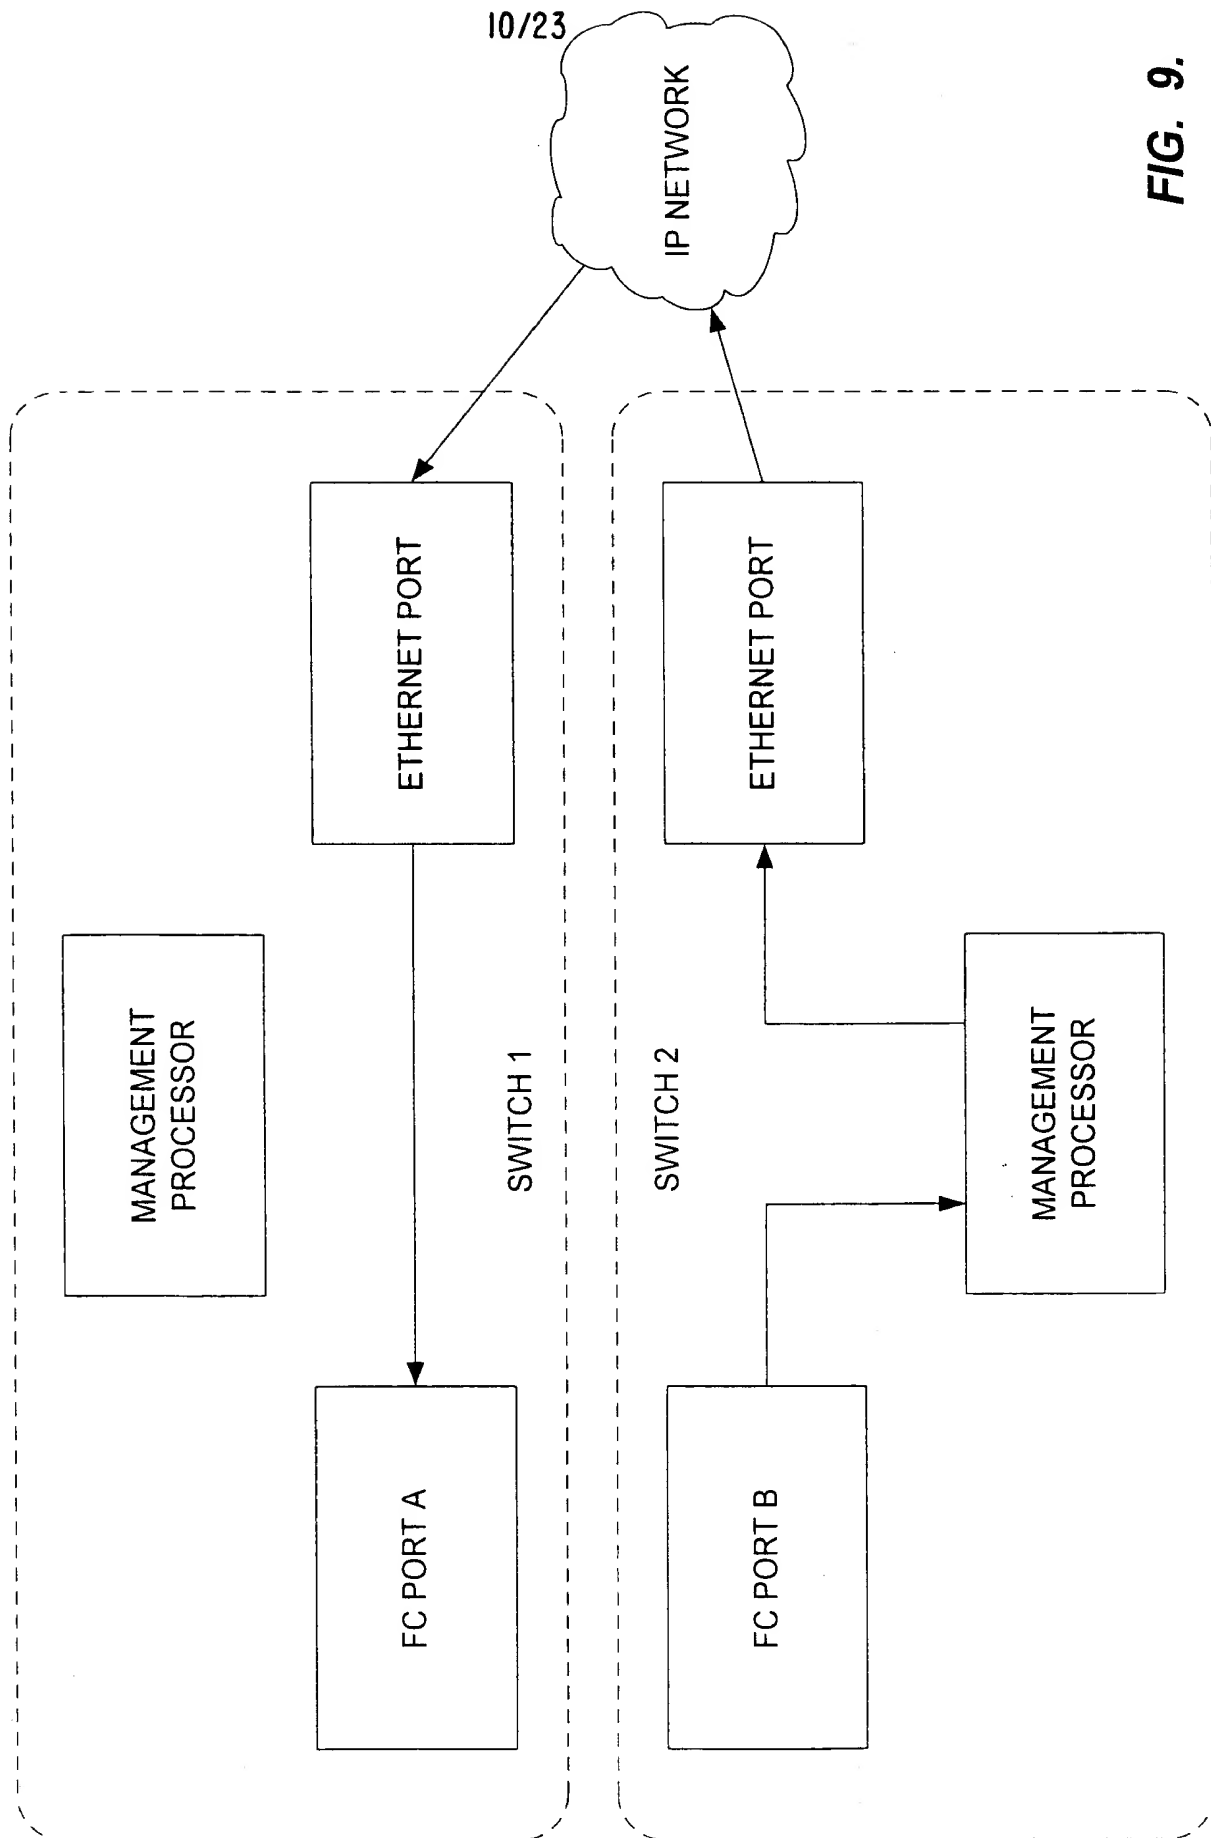 10/23
MANAGEMENT
PROCESSOR
FC PORT A
ETHERNET PORT
SWITCH 1
IP NETWORK
SWITCH 2
FC PORT B
ETHERNET PORT
MANAGEMENT
PROCESSOR
FIG. 9.